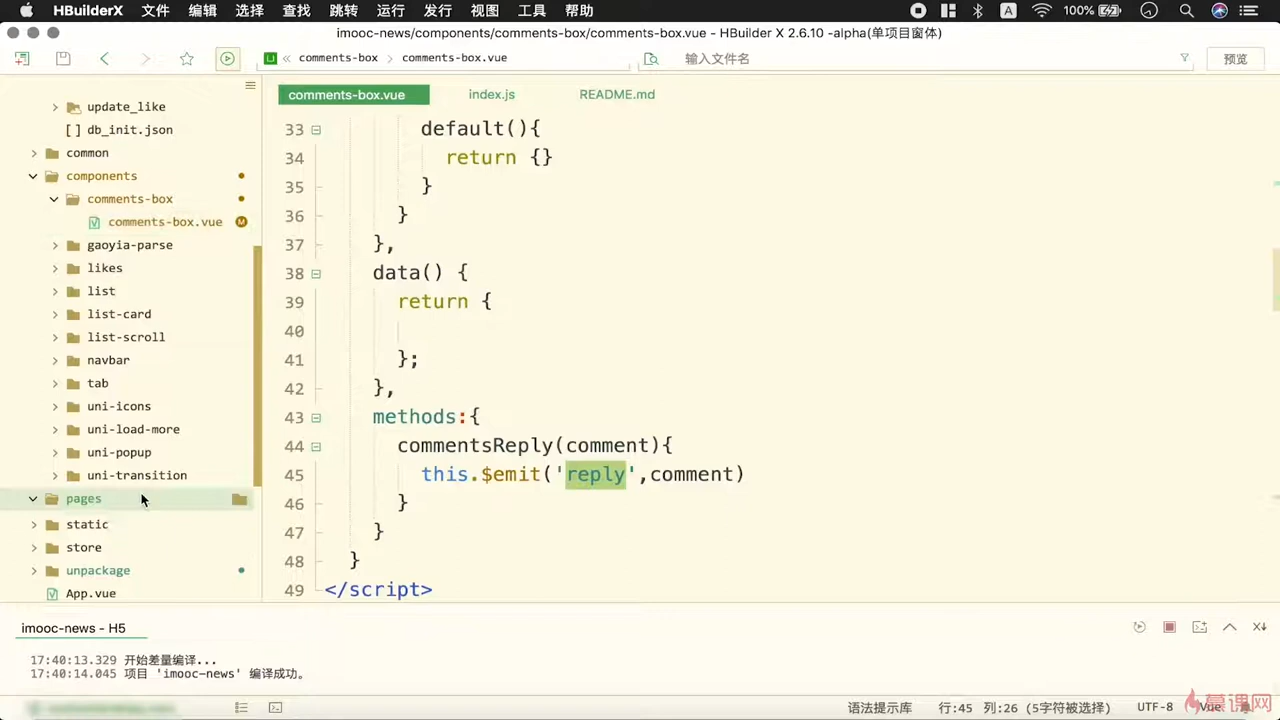 HBuilderX 文件 编辑 选择 查找 跳转 运行 发行 视图 工具 帮助 A 100%
imooc-news/components/comments-box/comments-box.vue - HBuilder X 2.6.10 -alpha(单项目窗体)
comments-box comments-box.vue 输入文件名 预览
comments-box.vue index.js README.md
update_like
[ ] db_init.json
common
components
comments-box
comments-box.vue M
gaoyia-parse
likes
list
list-card
list-scroll
navbar
tab
uni-icons
uni-load-more
uni-popup
uni-transition
pages
static
store
unpackage
App.vue
33 default(){
34 return {}
35 }
36 }
37 },
38 data() {
39 return {
40
41 };
42 },
43 methods:{
44 commentsReply(comment){
45 this.$emit('reply',comment)
46 }
47 }
48 }
49 </script>
imooc-news - H5
17:40:13.329 开始差量编译...
17:40:14.045 项目 'imooc-news' 编译成功。
语法提示库 行:45 列:26 (5字符被选择) UTF-8 Vue
慕课网